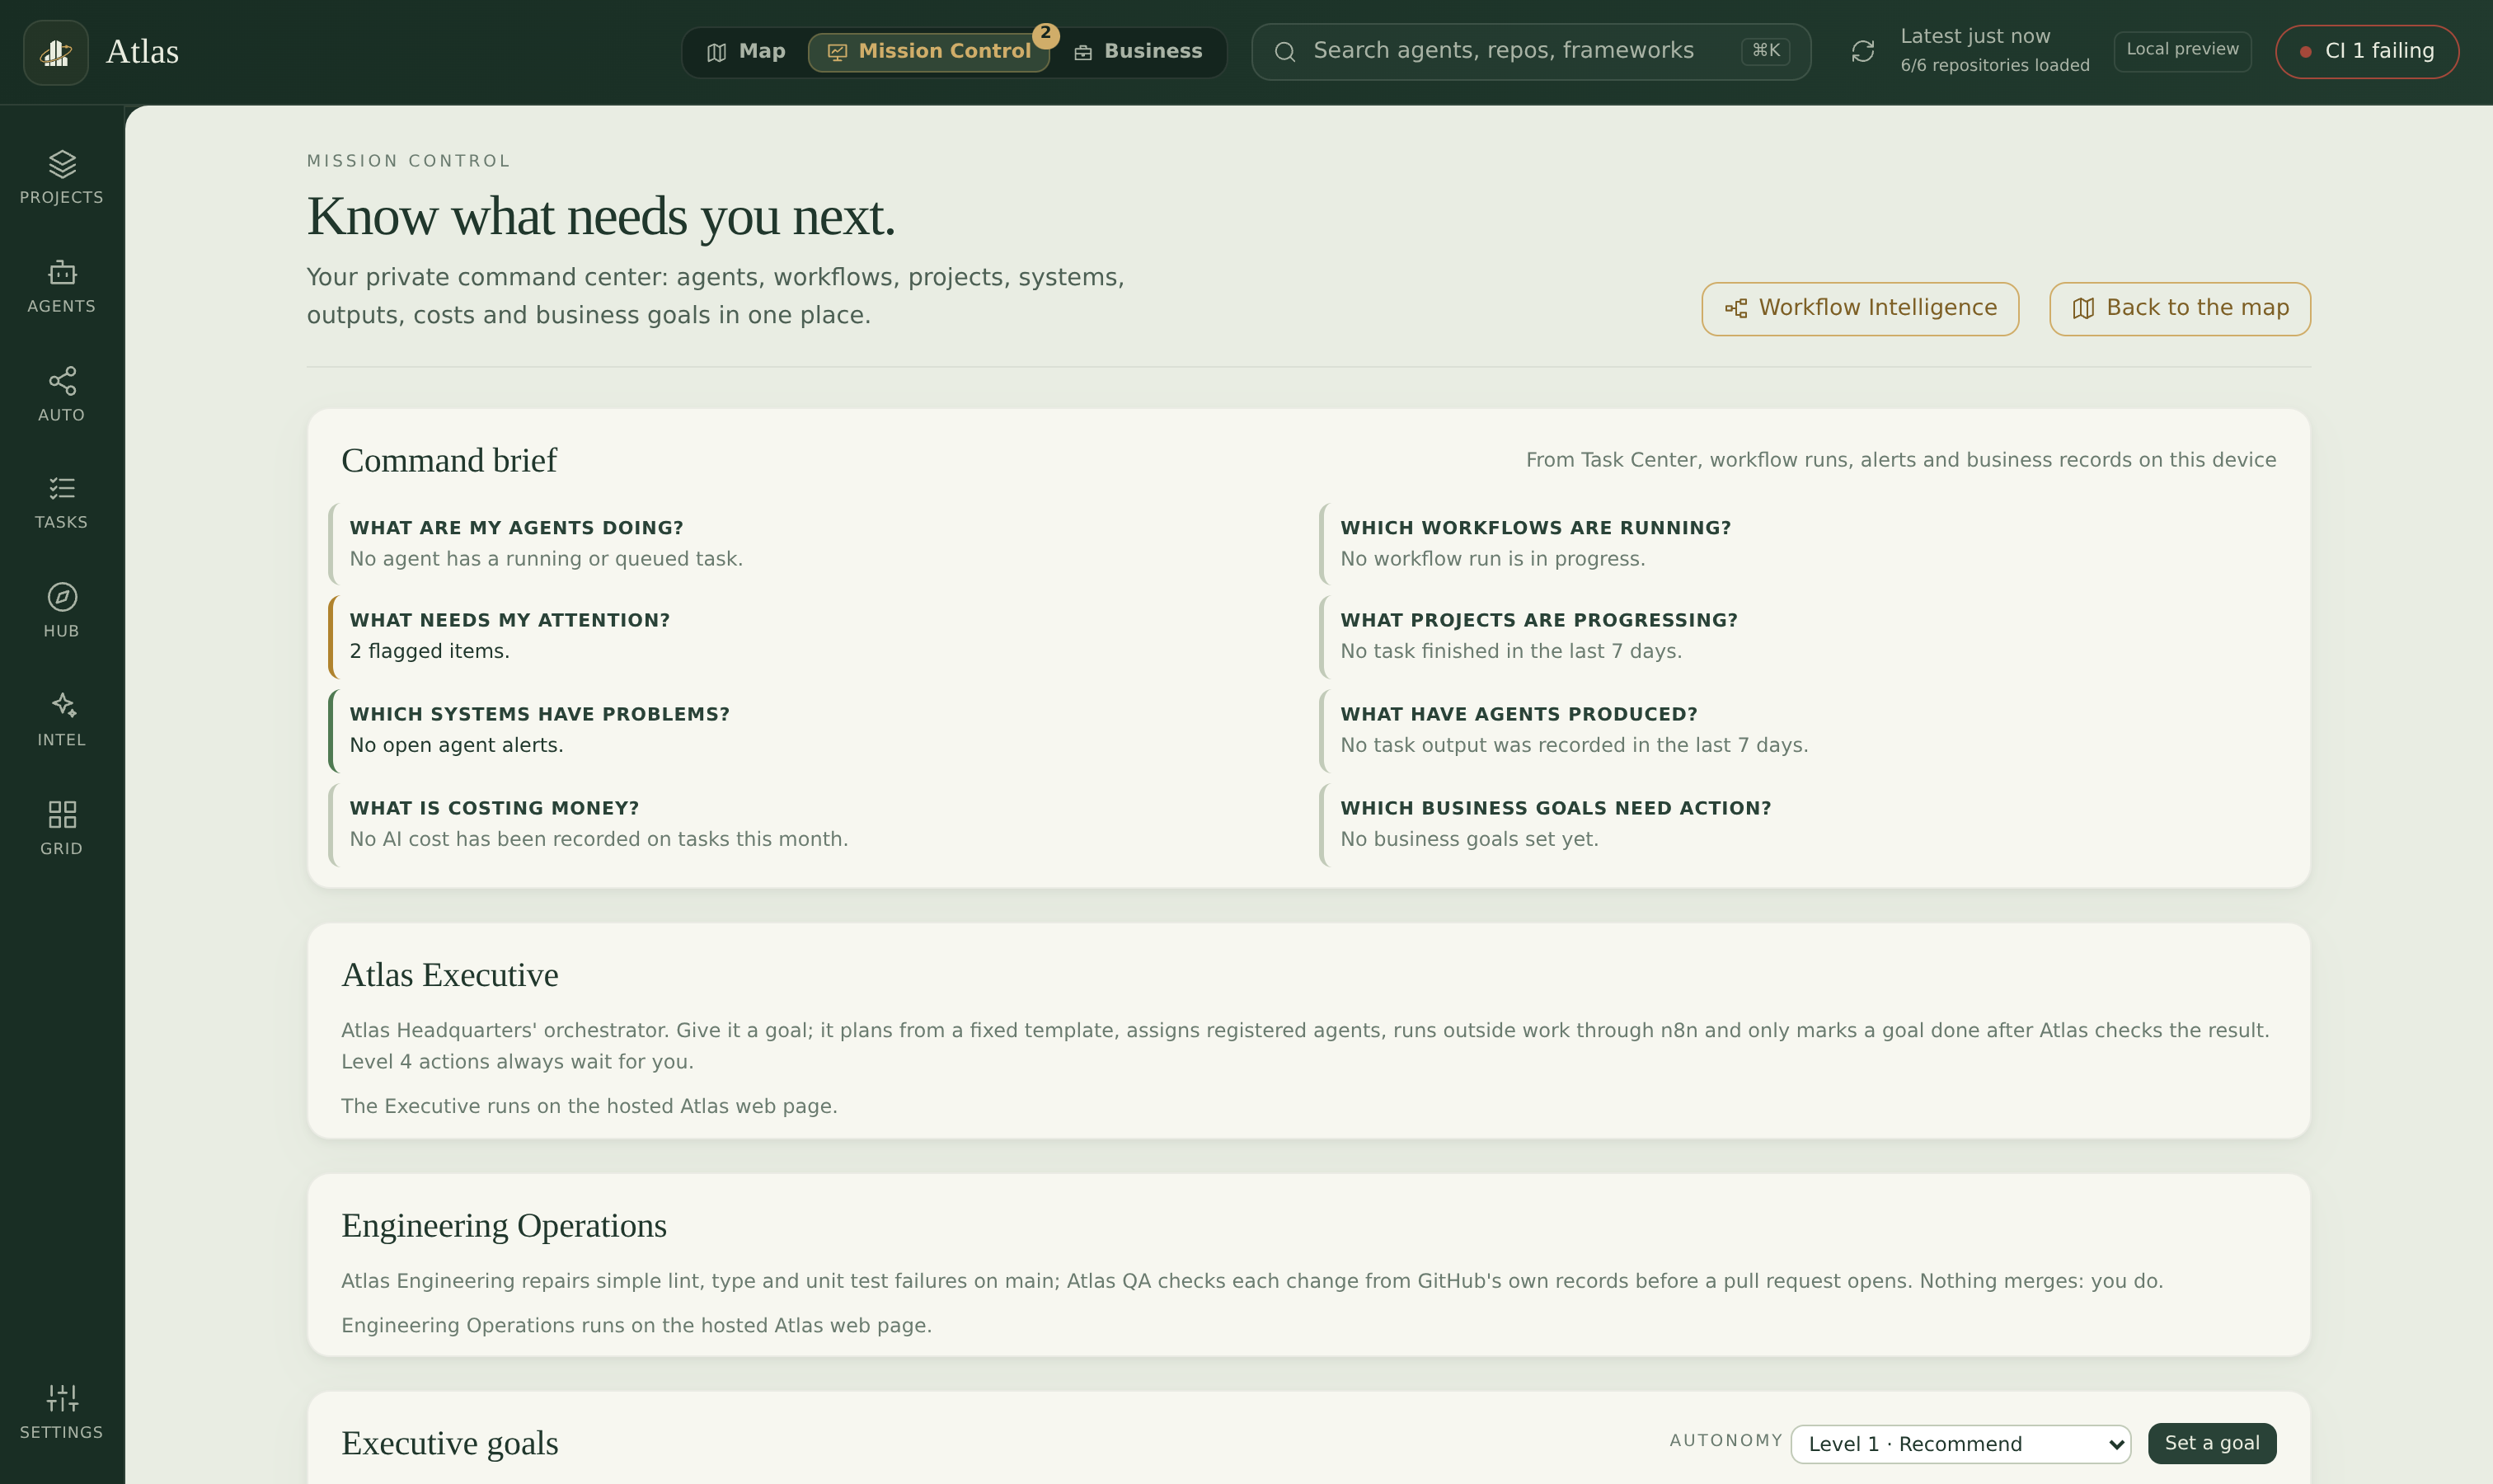 Atlas
Map
Mission Control
2
Business
Search agents, repos, frameworks
⌘K
Latest just now
6/6 repositories loaded
Local preview
CI 1 failing
PROJECTS
AGENTS
AUTO
TASKS
HUB
INTEL
GRID
SETTINGS
MISSION CONTROL
Know what needs you next.
Your private command center: agents, workflows, projects, systems,
outputs, costs and business goals in one place.
Workflow Intelligence
Back to the map
Command brief
From Task Center, workflow runs, alerts and business records on this device
WHAT ARE MY AGENTS DOING?
No agent has a running or queued task.
WHICH WORKFLOWS ARE RUNNING?
No workflow run is in progress.
WHAT NEEDS MY ATTENTION?
2 flagged items.
WHAT PROJECTS ARE PROGRESSING?
No task finished in the last 7 days.
WHICH SYSTEMS HAVE PROBLEMS?
No open agent alerts.
WHAT HAVE AGENTS PRODUCED?
No task output was recorded in the last 7 days.
WHAT IS COSTING MONEY?
No AI cost has been recorded on tasks this month.
WHICH BUSINESS GOALS NEED ACTION?
No business goals set yet.
Atlas Executive
Atlas Headquarters' orchestrator. Give it a goal; it plans from a fixed template, assigns registered agents, runs outside work through n8n and only marks a goal done after Atlas checks the result.
Level 4 actions always wait for you.
The Executive runs on the hosted Atlas web page.
Engineering Operations
Atlas Engineering repairs simple lint, type and unit test failures on main; Atlas QA checks each change from GitHub's own records before a pull request opens. Nothing merges: you do.
Engineering Operations runs on the hosted Atlas web page.
Executive goals
AUTONOMY
Level 1 · Recommend
Set a goal